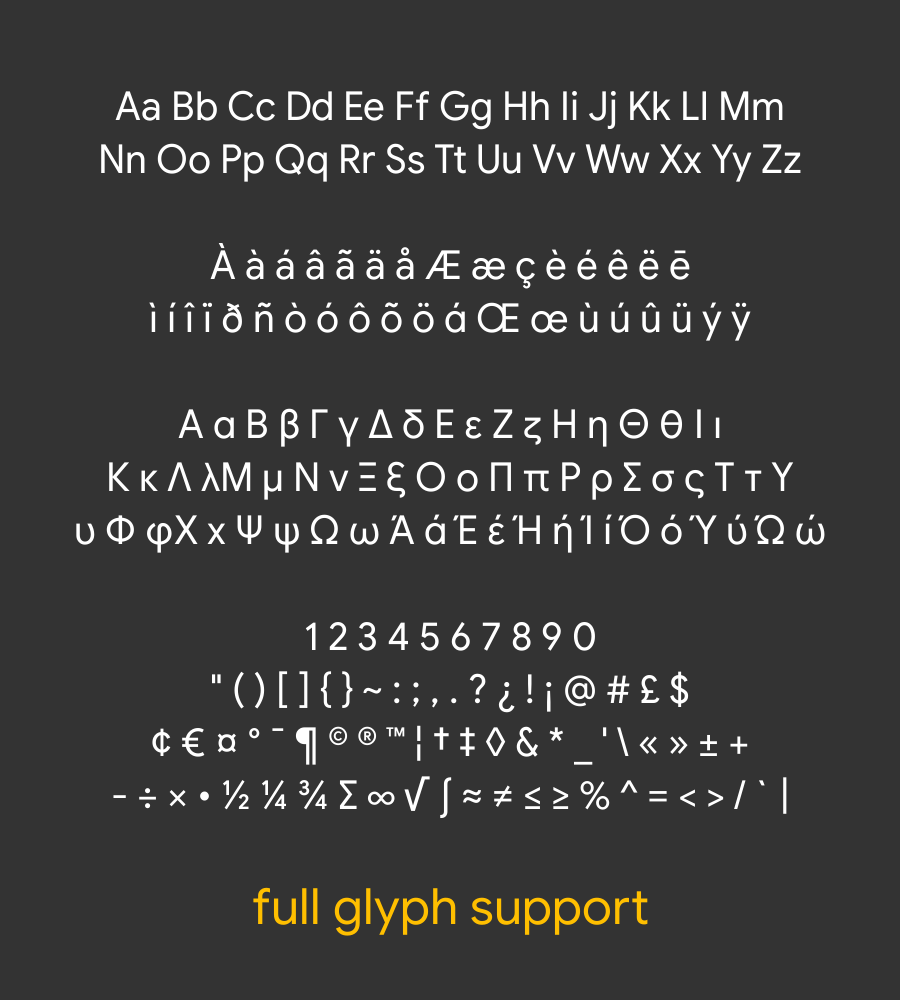 Aa Bb Cc Dd Ee Ff Gg Hh Ii Jj Kk Ll Mm
Nn Oo Pp Qq Rr Ss Tt Uu Vv Ww Xx Yy Zz
À à á â ã ä å Æ æ ç è é ê ë ē
ì í î ï ð ñ ò ó ô õ ö á Œ œ ù ú û ü ý ÿ
Α α Β β Γ γ Δ δ Ε ε Ζ ζ Η η Θ θ Ι ι
Κ κ Λ λΜ μ Ν ν Ξ ξ Ο ο Π π Ρ ρ Σ σ ς Τ τ Υ
υ Φ φΧ χ Ψ ψ Ω ω Ά ά Έ έ Ή ή Ί ί Ό ό Ύ ύ Ώ ώ
1 2 3 4 5 6 7 8 9 0
" ( ) [ ] { } ~ : ; , . ? ¿ ! ¡ @ # £ $
¢ € ¤ ° ¯ ¶ © ® ™ ¦ † ‡ ◊ & * _ ' \ « » ± +
- ÷ × • ½ ¼ ¾ Σ ∞ √ ∫ ≈ ≠ ≤ ≥ % ^ = < > / ` |
full glyph support